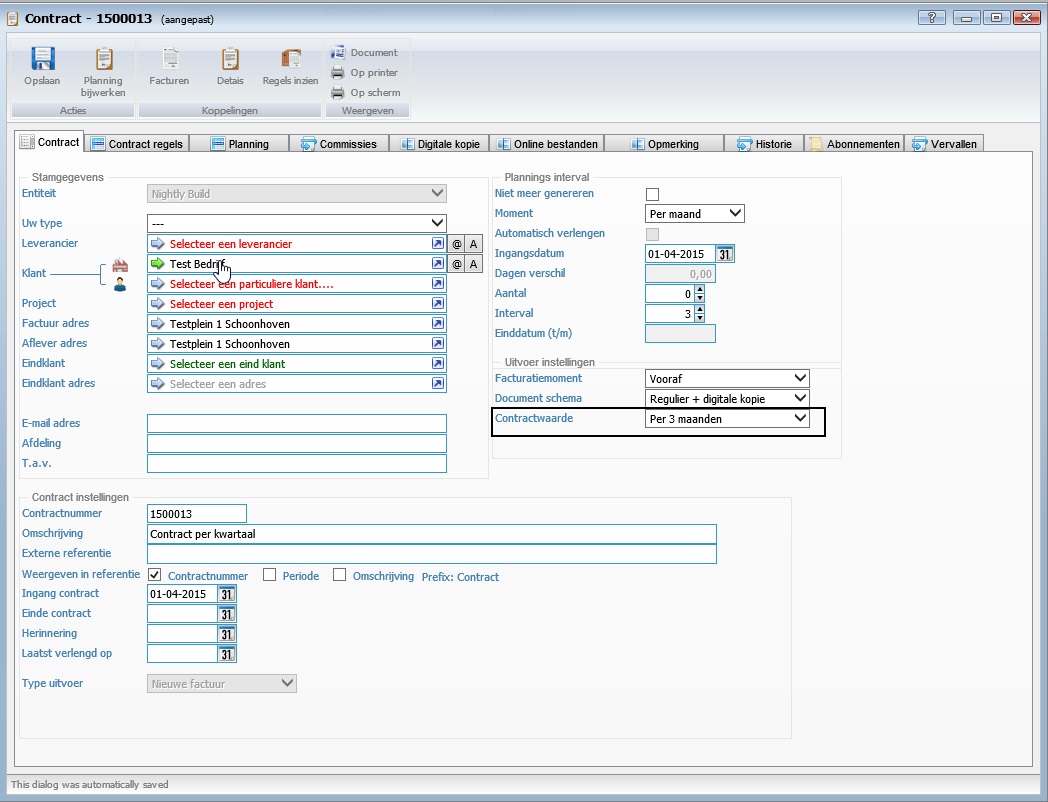 Contract - 1500013 (aangepast)
?
Opslaan
Planning bijwerken
Acties
Facturen
Detais
Regels inzien
Koppelingen
Document
Op printer
Op scherm
Weergeven
Contract
Contract regels
Planning
Commissies
Digitale kopie
Online bestanden
Opmerking
Historie
Abonnementen
Vervallen
Stamgegevens
Entiteit Nightly Build
Uw type ---
Leverancier Selecteer een leverancier @ A
Klant Test Bedrijf @ A
Selecteer een particuliere klant....
Project Selecteer een project
Factuur adres Testplein 1 Schoonhoven
Aflever adres Testplein 1 Schoonhoven
Eindklant Selecteer een eind klant
Eindklant adres Selecteer een adres
E-mail adres
Afdeling
T.a.v.
Plannings interval
Niet meer genereren
Moment Per maand
Automatisch verlengen
Ingangsdatum 01-04-2015 31
Dagen verschil 0,00
Aantal 0
Interval 3
Einddatum (t/m)
Uitvoer instellingen
Facturatiemoment Vooraf
Document schema Regulier + digitale kopie
Contractwaarde Per 3 maanden
Contract instellingen
Contractnummer 1500013
Omschrijving Contract per kwartaal
Externe referentie
Weergeven in referentie Contractnummer Periode Omschrijving Prefix: Contract
Ingang contract 01-04-2015 31
Einde contract 31
Herinnering 31
Laatst verlengd op 31
Type uitvoer Nieuwe factuur
This dialog was automatically saved